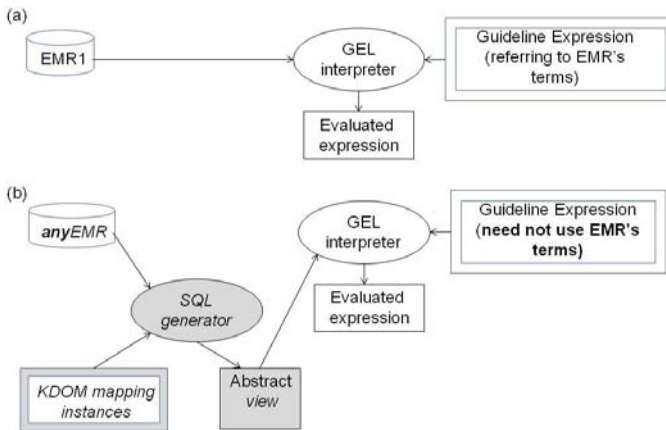 (a)
EMR1
GEL
interpreter
Guideline Expression
(referring to EMR's
terms)
Evaluated
expression
(b)
anyEMR
GEL
interpreter
Guideline Expression
(need not use EMR's
terms)
SQL
generator
Evaluated
expression
KDOM mapping
instances
Abstract
view